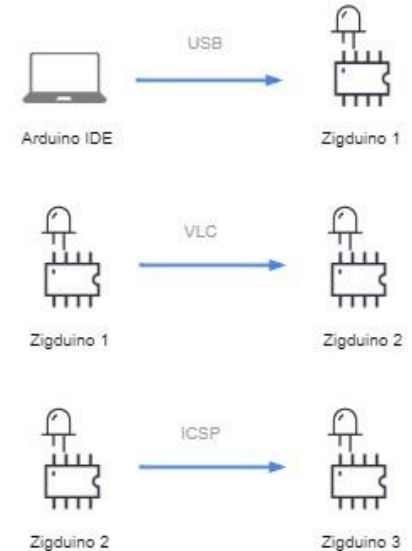 USB
Arduino IDE
Zigduino 1
VLC
Zigduino 1
Zigduino 2
ICSP
Zigduino 2
Zigduino 3